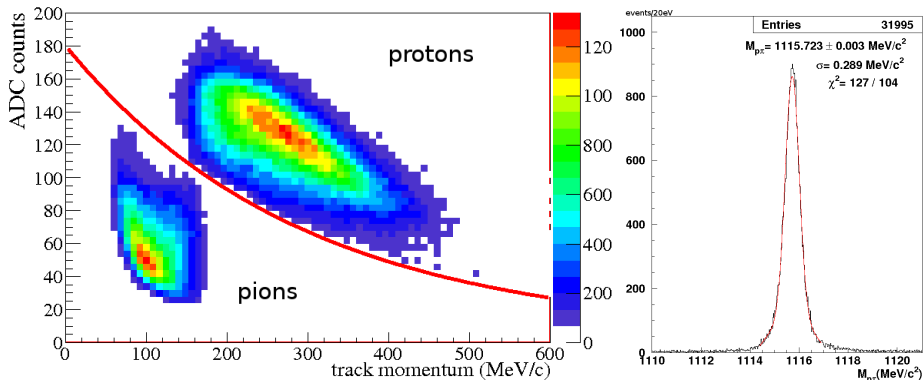 ADC counts
200
180
160
140
120
100
80
60
40
20
0
protons
pions
0 100 200 300 400 500 600
track momentum (MeV/c)
120
100
800
600
400
200
0
events/20eV
Entries 31995
M_pπ= 1115.723 ± 0.003 MeV/c²
σ= 0.289 MeV/c²
χ²= 127 / 104
1000
800
600
400
200
0
1110 1112 1114 1116 1118 1120
M_pπ(MeV/c²)